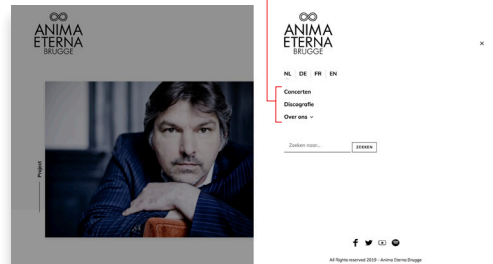 ANIMA
ETERNA
BRUGGE
Project
ANIMA
ETERNA
BRUGGE
×
NL DE FR EN
Concerten
Discografie
Over ons
Zoeken naar... ZOEKEN
All Rights reserved 2019 - Anima Eterna Brugge